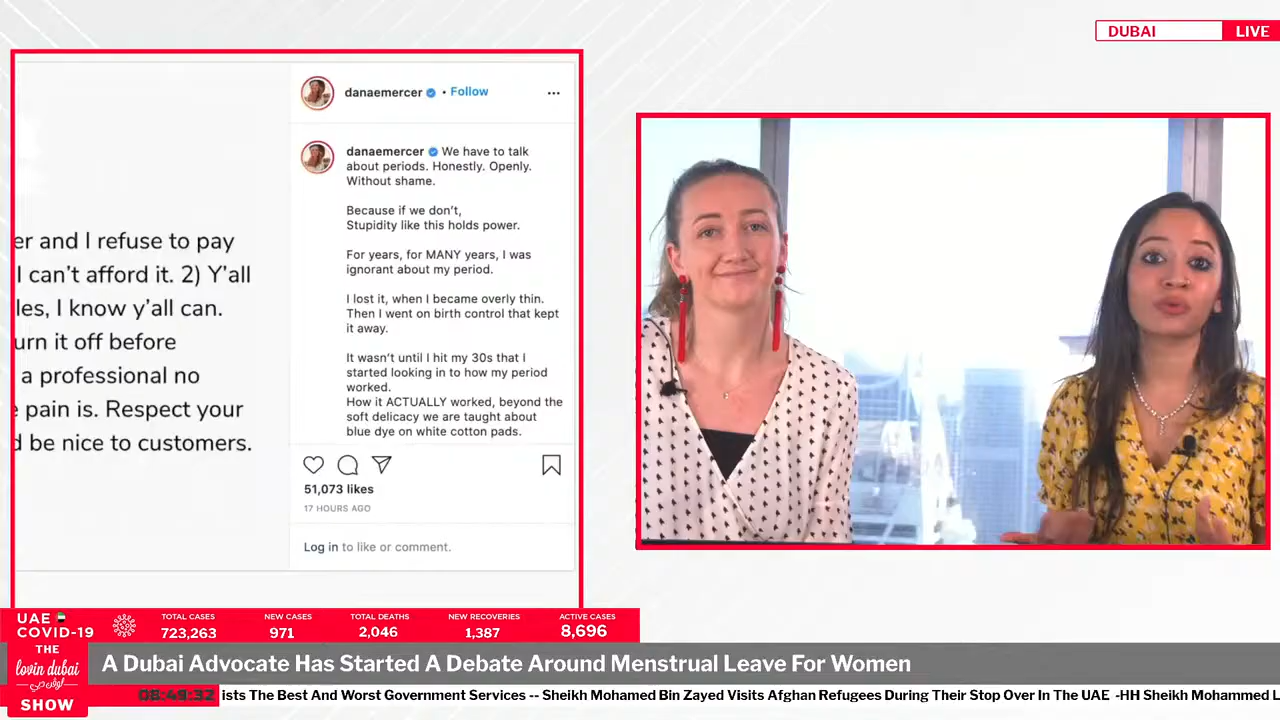 DUBAI
LIVE
er and I refuse to pay
I can't afford it. 2) Y'all
les, I know y'all can.
urn it off before
a professional no
e pain is. Respect your
d be nice to customers.
danaemercer • Follow
danaemercer We have to talk
about periods. Honestly. Openly.
Without shame.
Because if we don't,
Stupidity like this holds power.
For years, for MANY years, I was
ignorant about my period.
I lost it, when I became overly thin.
Then I went on birth control that kept
it away.
It wasn't until I hit my 30s that I
started looking in to how my period
worked.
How it ACTUALLY worked, beyond the
soft delicacy we are taught about
blue dye on white cotton pads.
51,073 likes
17 HOURS AGO
Log in to like or comment.
UAE
COVID-19
TOTAL CASES
723,263
NEW CASES
971
TOTAL DEATHS
2,046
NEW RECOVERIES
1,387
ACTIVE CASES
8,696
THE
lovin dubai
SHOW
A Dubai Advocate Has Started A Debate Around Menstrual Leave For Women
08:49:32
ists The Best And Worst Government Services -- Sheikh Mohamed Bin Zayed Visits Afghan Refugees During Their Stop Over In The UAE -HH Sheikh Mohammed L